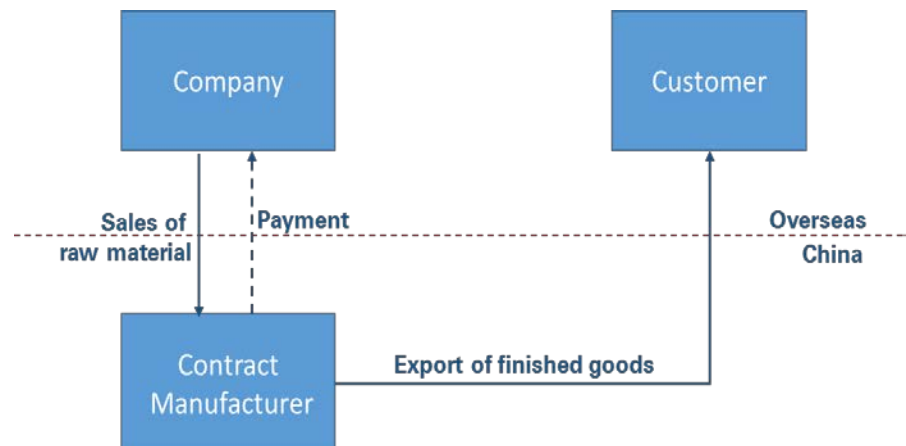 Company
Customer
Sales of
raw material
Payment
Overseas
China
Contract
Manufacturer
Export of finished goods